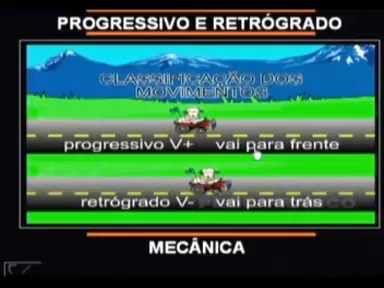 PROGRESSIVO E RETRÓGRADO
CLASSIFICAÇÃO DOS
MOVIMENTOS
progressivo V+ vai para frente
retrógrado V- vai para trás
MECÂNICA